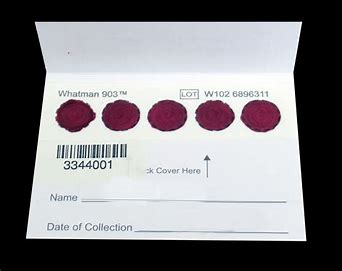 Whatman 903™ LOT W102 6896311
3344001
ck Cover Here
Name
Date of Collection